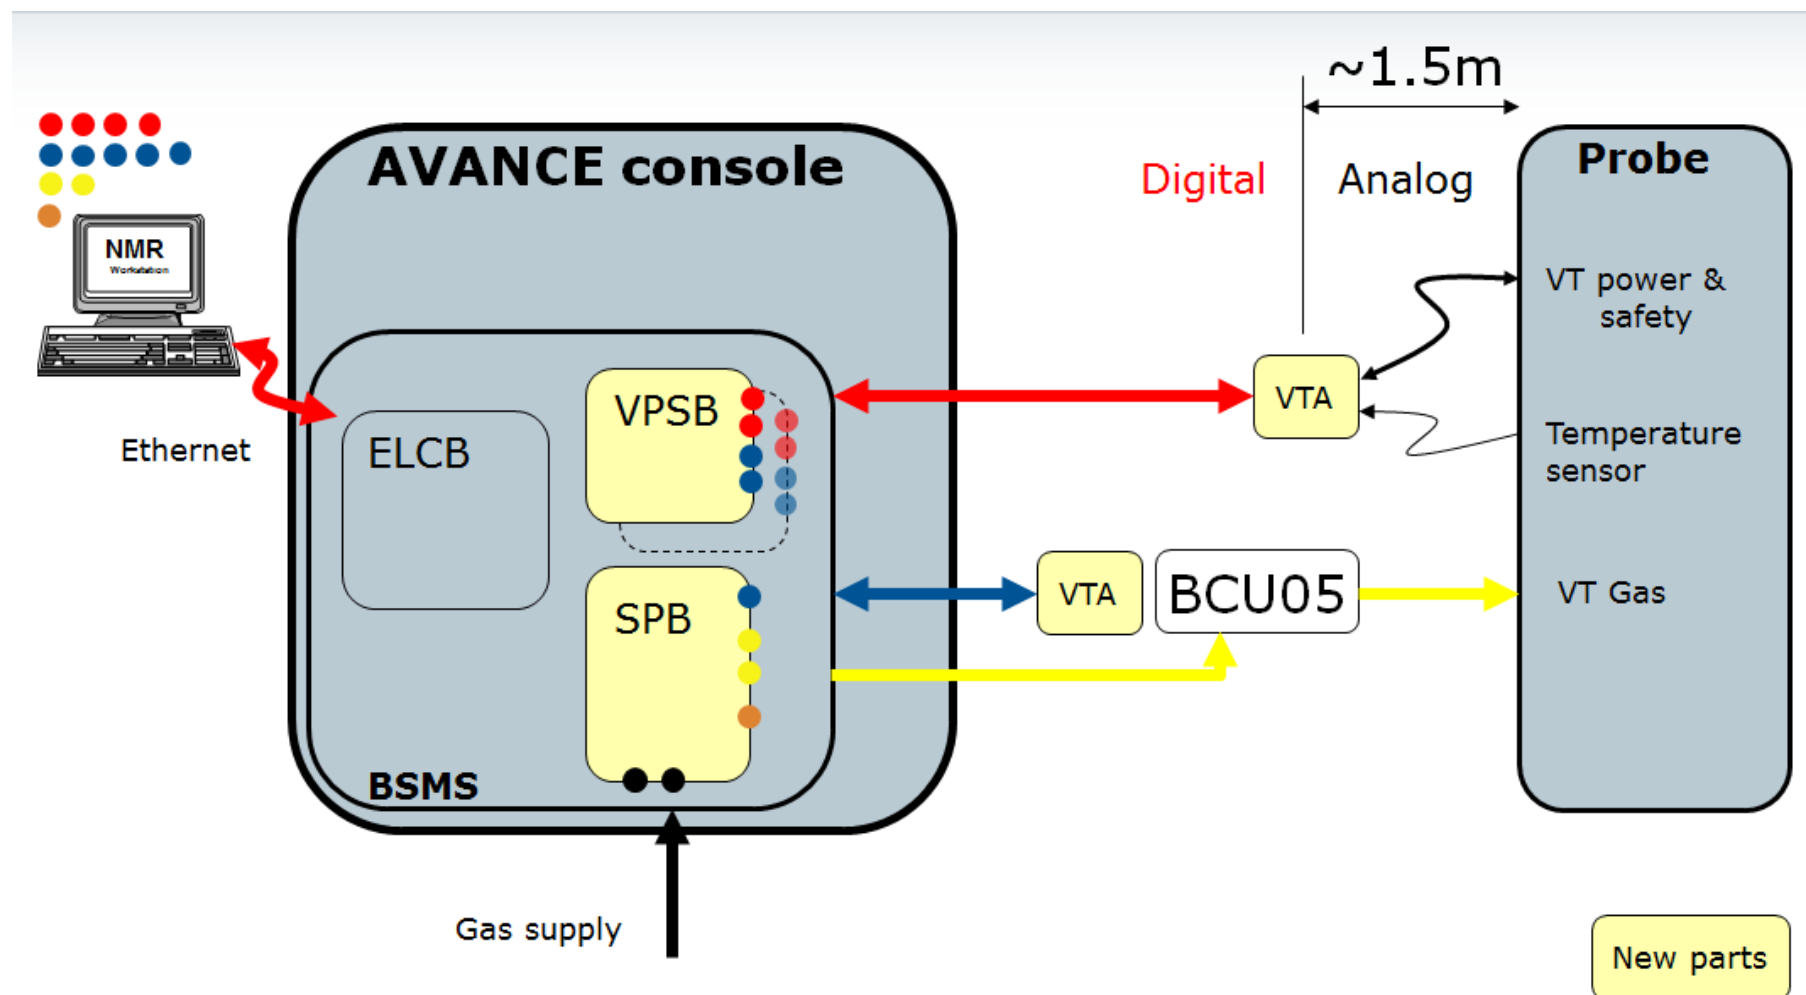 ~1.5m
AVANCE console
Digital
Analog
Probe
NMR
Workstation
VT power &
safety
VPSB
VTA
ELCB
Ethernet
Temperature
sensor
SPB
VTA
BCU05
VT Gas
BSMS
Gas supply
New parts